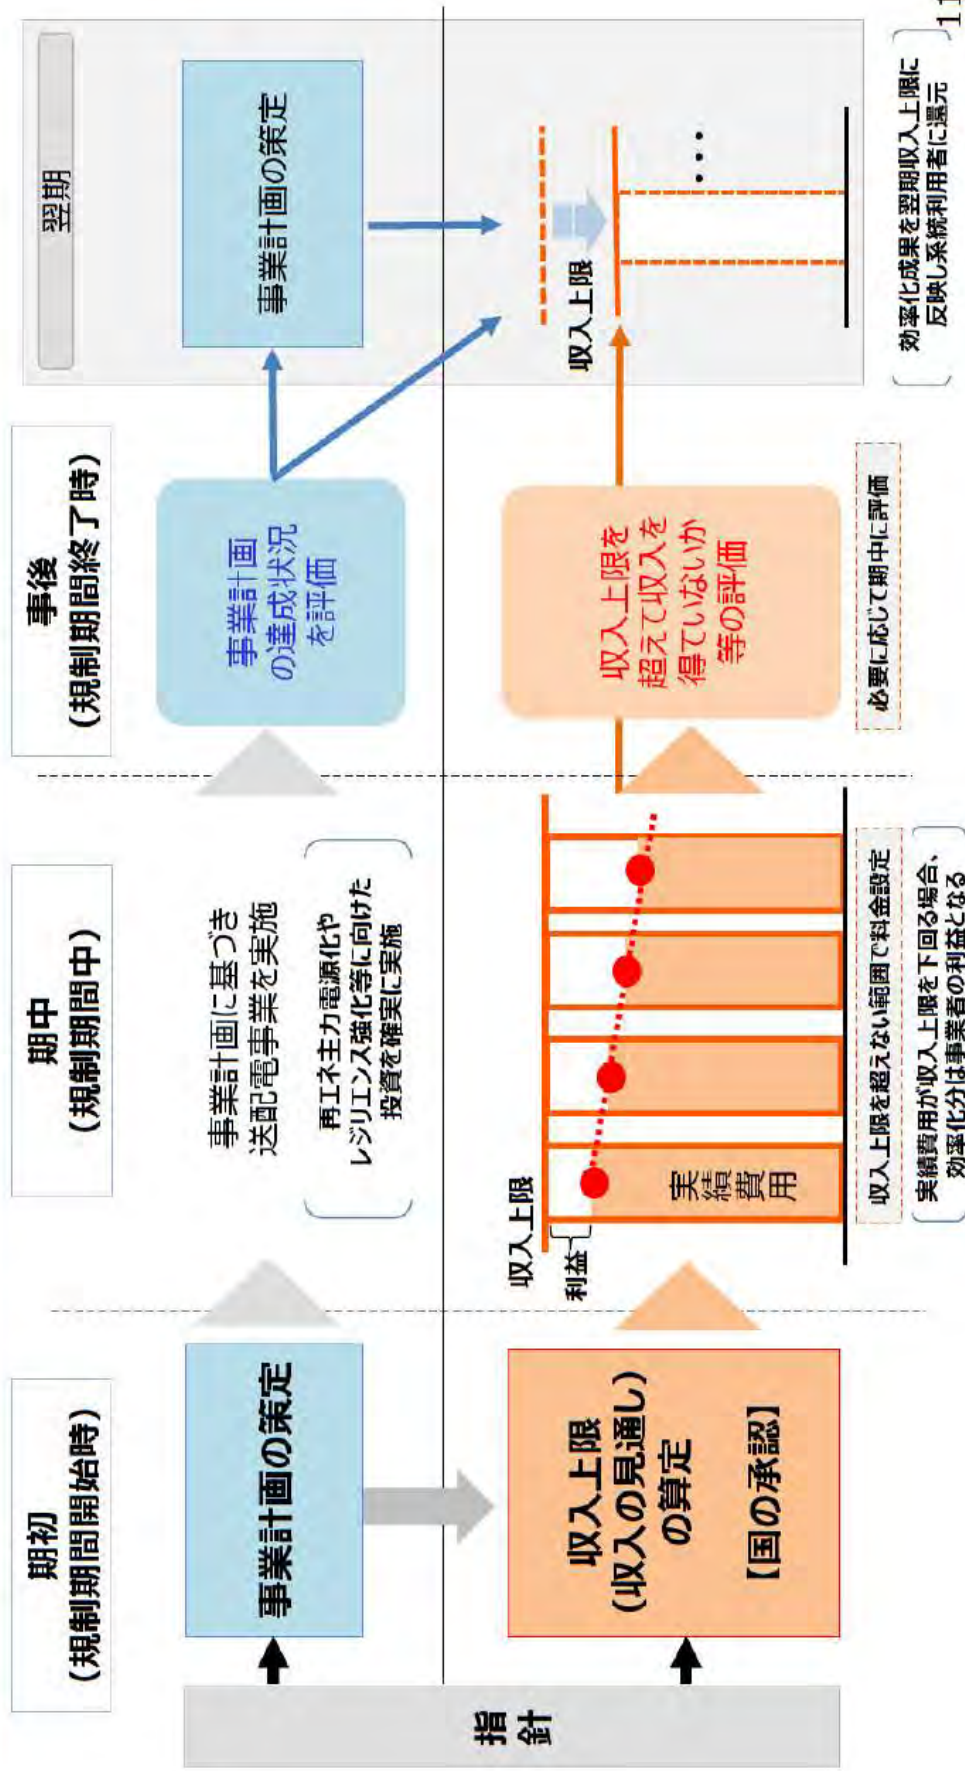 期初
(規制期間開始時)
期中
(規制期間中)
事後
(規制期間終了時)
翌期
指
針
事業計画の策定
事業計画に基づき
送配電事業を実施
再エネ主力電源化や
レジリエンス強化等に向けた
投資を確実に実施
事業計画
の達成状況
を評価
事業計画の策定
収入上限
(収入の見通し)
の算定
【国の承認】
収入上限
利益
実
績
費
用
収入上限を
超えて収入を
得ていないか
等の評価
収入上限
•••
収入上限を超えない範囲で料金設定
実績費用が収入上限を下回る場合、
効率化分は事業者の利益となる
必要に応じて期中に評価
効率化成果を翌期収入上限に
反映し系統利用者に還元
11